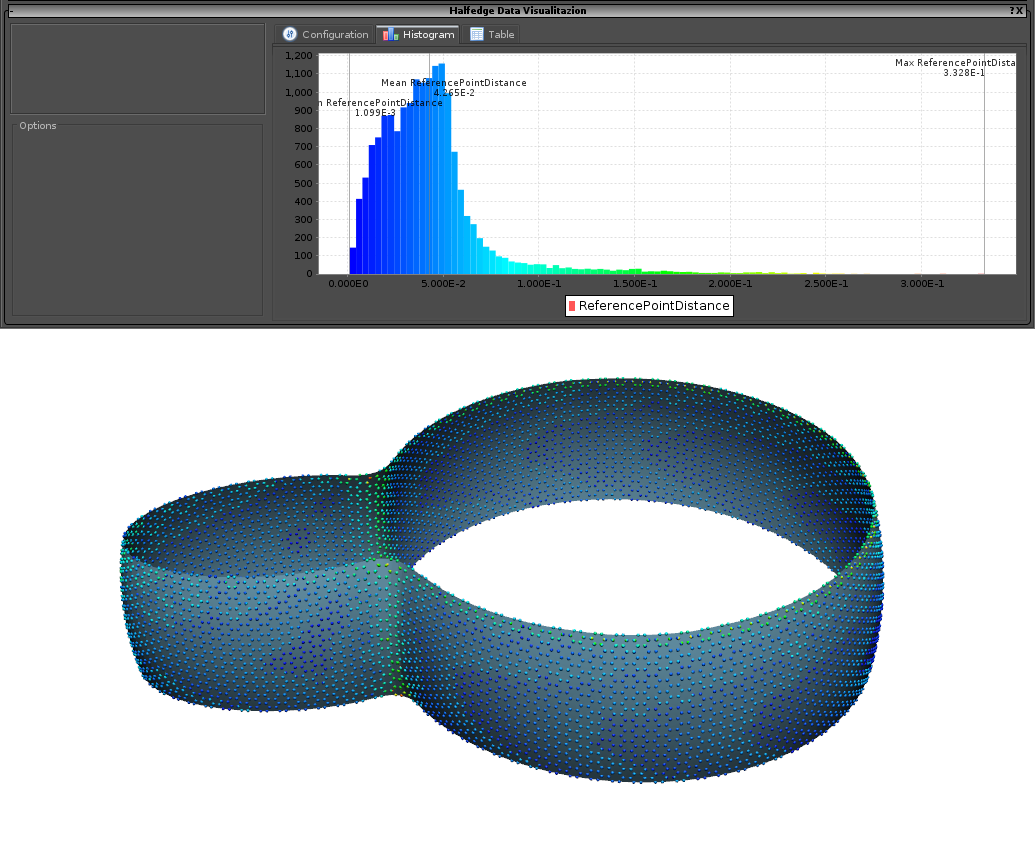 Halfedge Data Visualitazion
- ? X
Configuration Histogram Table
Options
1,200
1,100
1,000
900
800
700
600
500
400
300
200
100
0
Max ReferencePointDista
3.328E-1
Mean ReferencePointDistance
4.265E-2
n ReferencePointDistance
1.099E-3
0.000E0 5.000E-2 1.000E-1 1.500E-1 2.000E-1 2.500E-1 3.000E-1
ReferencePointDistance